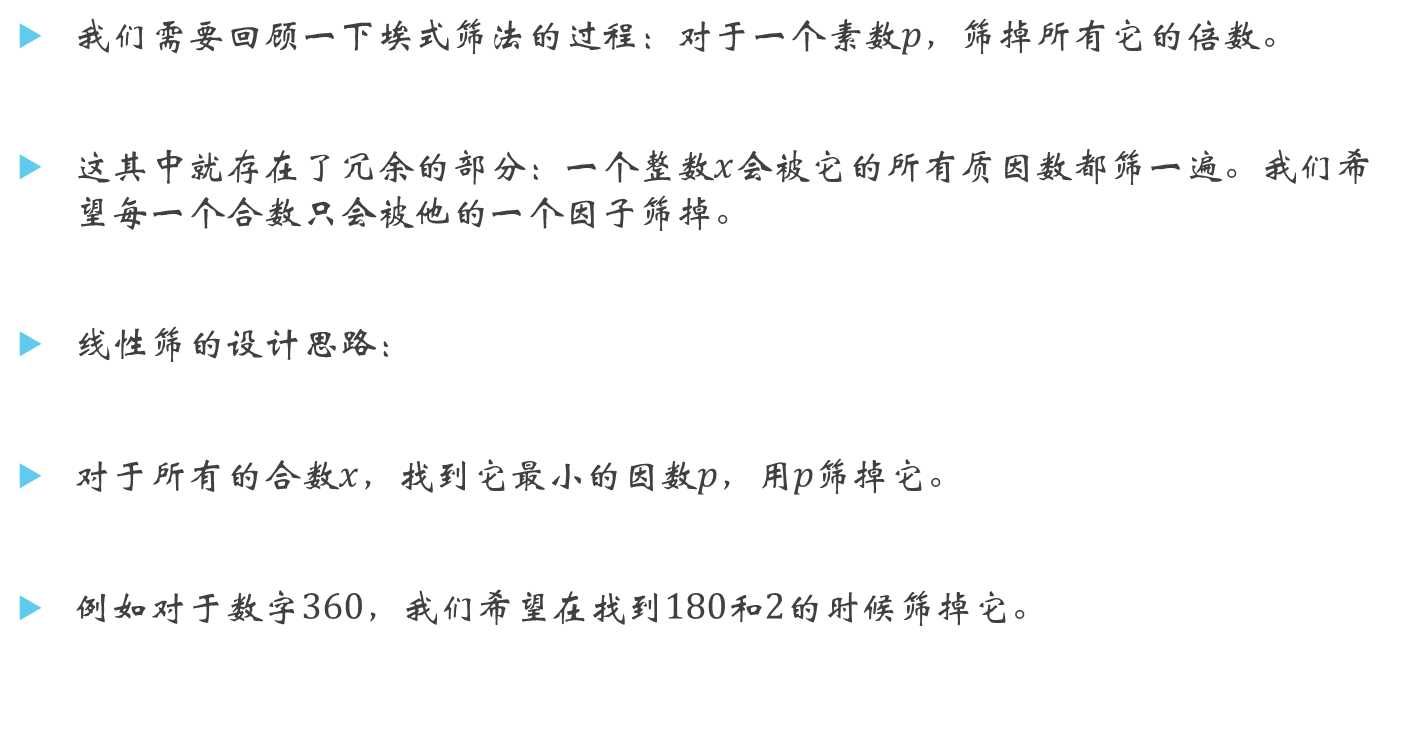 我们需要回顾一下埃式筛法的过程：对于一个素数p，筛掉所有它的倍数。
这其中就存在了冗余的部分：一个整数x会被它的所有质因数都筛一遍。我们希
望每一个合数只会被他的一个因子筛掉。
线性筛的设计思路：
对于所有的合数x，找到它最小的因数p，用p筛掉它。
例如对于数字360，我们希望在找到180和2的时候筛掉它。